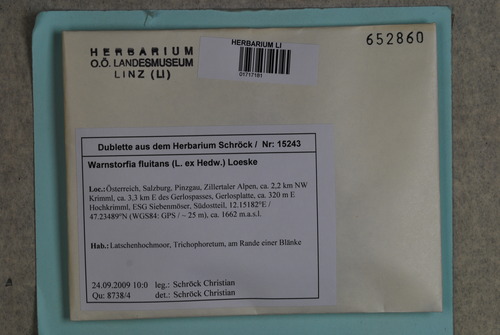 HERBARIUM
O.Ö. LANDESMUSEUM
LINZ (LI)
HERBARIUM LI
01717181
652860
Dublette aus dem Herbarium Schröck / Nr: 15243
Warnstorfia fluitans (L. ex Hedw.) Loeske
Loc.:Österreich, Salzburg, Pinzgau, Zillertaler Alpen, ca. 2,2 km NW
Krimml, ca. 3,3 km E des Gerlospasses, Gerlosplatte, ca. 320 m E
Hochkrimml, ESG Siebenmöser, Südostteil, 12.15182°E /
47.23489°N (WGS84: GPS / ~ 25 m), ca. 1662 m.a.s.l.
Hab.:Latschenhochmoor, Trichophoretum, am Rande einer Blänke
24.09.2009 10:0 leg.: Schröck Christian
Qu: 8738/4 det.: Schröck Christian